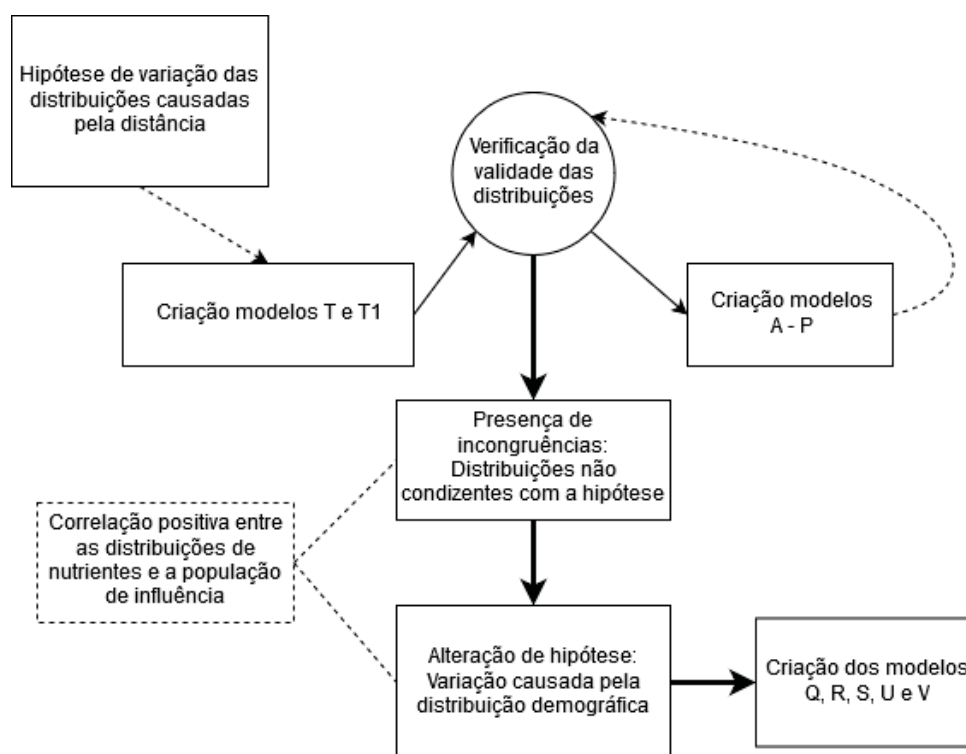 Hipótese de variação das
distribuições causadas
pela distância
Verificação da
validade das
distribuições
Criação modelos T e T1
Criação modelos
A - P
Presença de
incongruências:
Distribuições não
condizentes com a hipótese
Correlação positiva entre
as distribuições de
nutrientes e a população
de influência
Alteração de hipótese:
Variação causada pela
distribuição demográfica
Criação dos modelos
Q, R, S, U e V